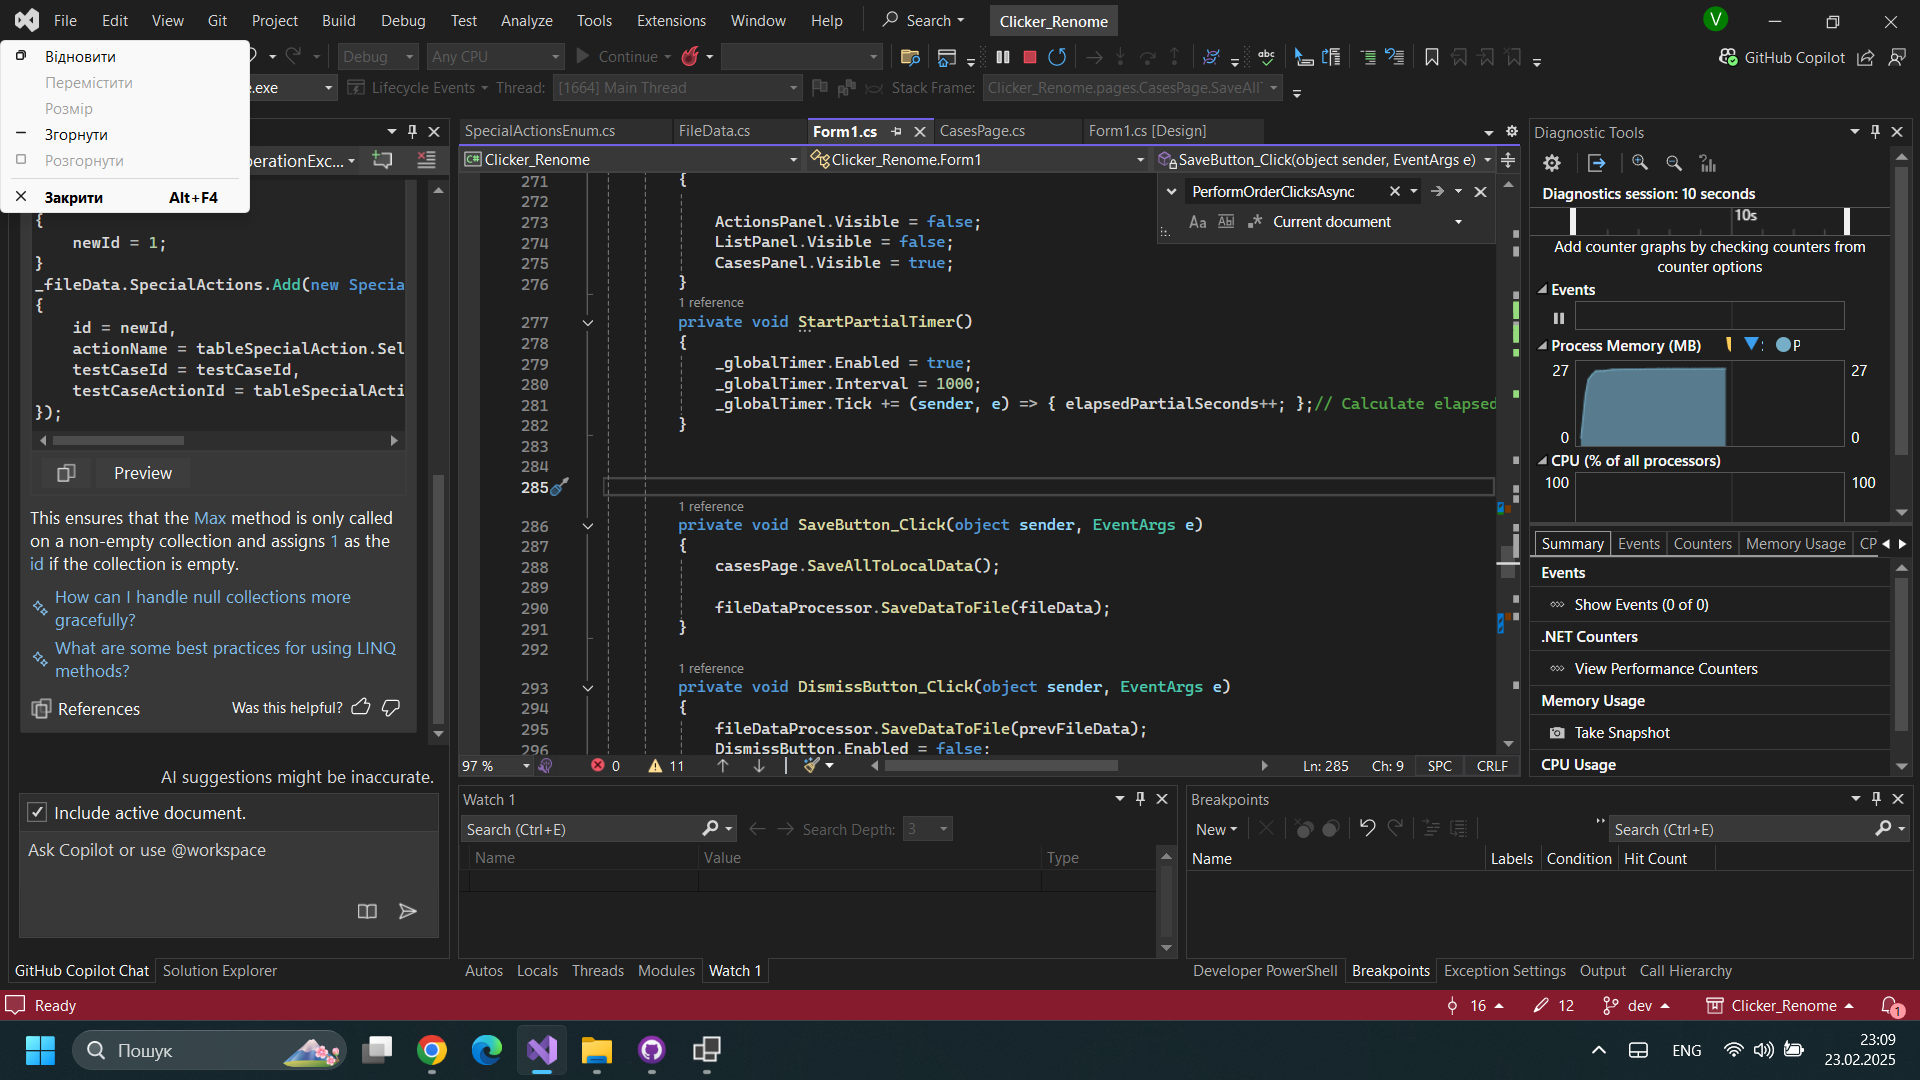 File Edit View Git Project Build Debug Test Analyze Tools Extensions Window Help Search Clicker_Renome V
Відновити
Перемістити
Розмір
Згорнути
Розгорнути
Закрити Alt+F4
Debug Any CPU Continue GitHub Copilot
.exe Lifecycle Events Thread: [1664] Main Thread Stack Frame: Clicker_Renome.pages.CasesPage.SaveAllT
perationExc...
{
newId = 1;
}
_fileData.SpecialActions.Add(new Specia
{
id = newId,
actionName = tableSpecialAction.Sel
testCaseId = testCaseId,
testCaseActionId = tableSpecialActi
});
Preview
This ensures that the Max method is only called
on a non-empty collection and assigns 1 as the
id if the collection is empty.
How can I handle null collections more
gracefully?
What are some best practices for using LINQ
methods?
References Was this helpful?
AI suggestions might be inaccurate.
Include active document.
Ask Copilot or use @workspace
GitHub Copilot Chat Solution Explorer
SpecialActionsEnum.cs FileData.cs Form1.cs CasesPage.cs Form1.cs [Design]
C# Clicker_Renome Clicker_Renome.Form1 SaveButton_Click(object sender, EventArgs e)
PerformOrderClicksAsync
Aa Ab Current document
271 {
272
273 ActionsPanel.Visible = false;
274 ListPanel.Visible = false;
275 CasesPanel.Visible = true;
276 }
1 reference
277 private void StartPartialTimer()
278 {
279 _globalTimer.Enabled = true;
280 _globalTimer.Interval = 1000;
281 _globalTimer.Tick += (sender, e) => { elapsedPartialSeconds++; };// Calculate elapsed
282 }
283
284
285
1 reference
286 private void SaveButton_Click(object sender, EventArgs e)
287 {
288 casesPage.SaveAllToLocalData();
289
290 fileDataProcessor.SaveDataToFile(fileData);
291 }
292
1 reference
293 private void DismissButton_Click(object sender, EventArgs e)
294 {
295 fileDataProcessor.SaveDataToFile(prevFileData);
296 DismissButton.Enabled = false;
97 % 0 11 Ln: 285 Ch: 9 SPC CRLF
Diagnostic Tools
Diagnostics session: 10 seconds
10s
Add counter graphs by checking counters from
counter options
Events
Process Memory (MB) P
27 27
0 0
CPU (% of all processors)
100 100
Summary Events Counters Memory Usage CP
Events
Show Events (0 of 0)
.NET Counters
View Performance Counters
Memory Usage
Take Snapshot
CPU Usage
Watch 1
Search (Ctrl+E) Search Depth: 3
Name Value Type
Autos Locals Threads Modules Watch 1
Breakpoints
New Search (Ctrl+E)
Name Labels Condition Hit Count
Developer PowerShell Breakpoints Exception Settings Output Call Hierarchy
Ready 16 12 dev Clicker_Renome 1
Пошук ENG 23:09
23.02.2025